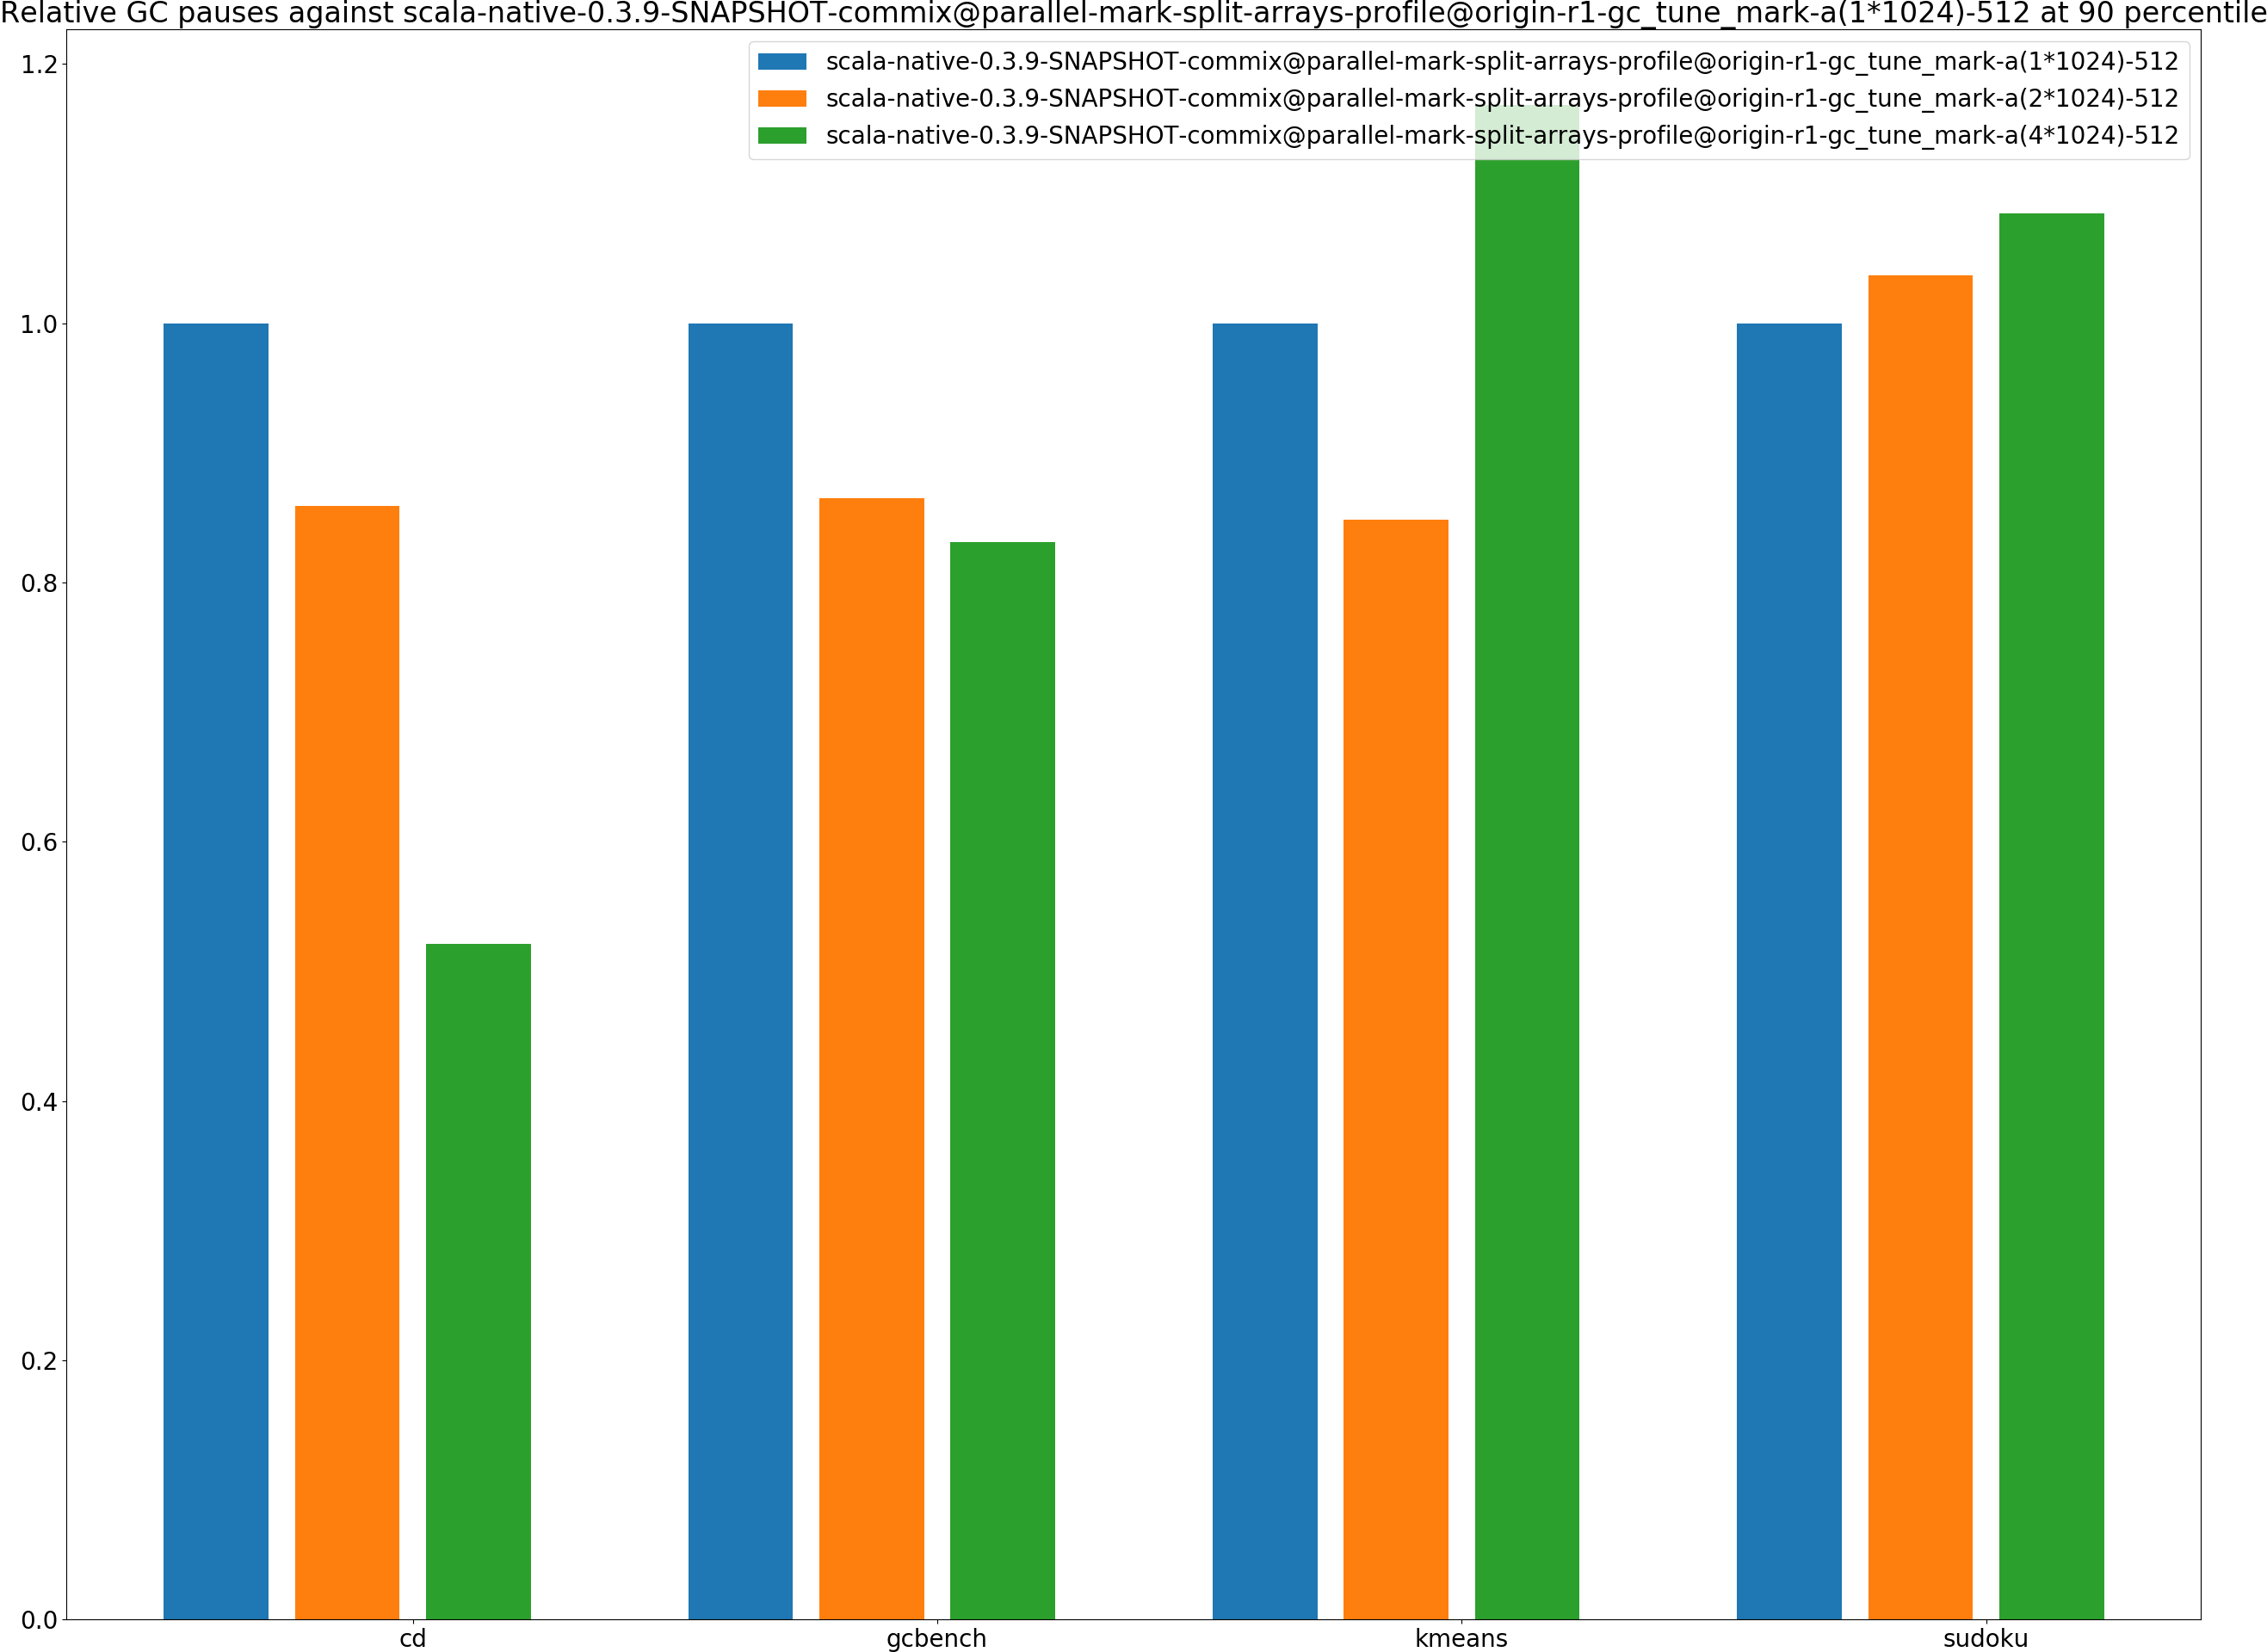 Relative GC pauses against scala-native-0.3.9-SNAPSHOT-commix@parallel-mark-split-arrays-profile@origin-r1-gc_tune_mark-a(1*1024)-512 at 90 percentile
1.2
scala-native-0.3.9-SNAPSHOT-commix@parallel-mark-split-arrays-profile@origin-r1-gc_tune_mark-a(1*1024)-512
scala-native-0.3.9-SNAPSHOT-commix@parallel-mark-split-arrays-profile@origin-r1-gc_tune_mark-a(2*1024)-512
scala-native-0.3.9-SNAPSHOT-commix@parallel-mark-split-arrays-profile@origin-r1-gc_tune_mark-a(4*1024)-512
1.0
0.8
0.6
0.4
0.2
0.0
cd gcbench kmeans sudoku